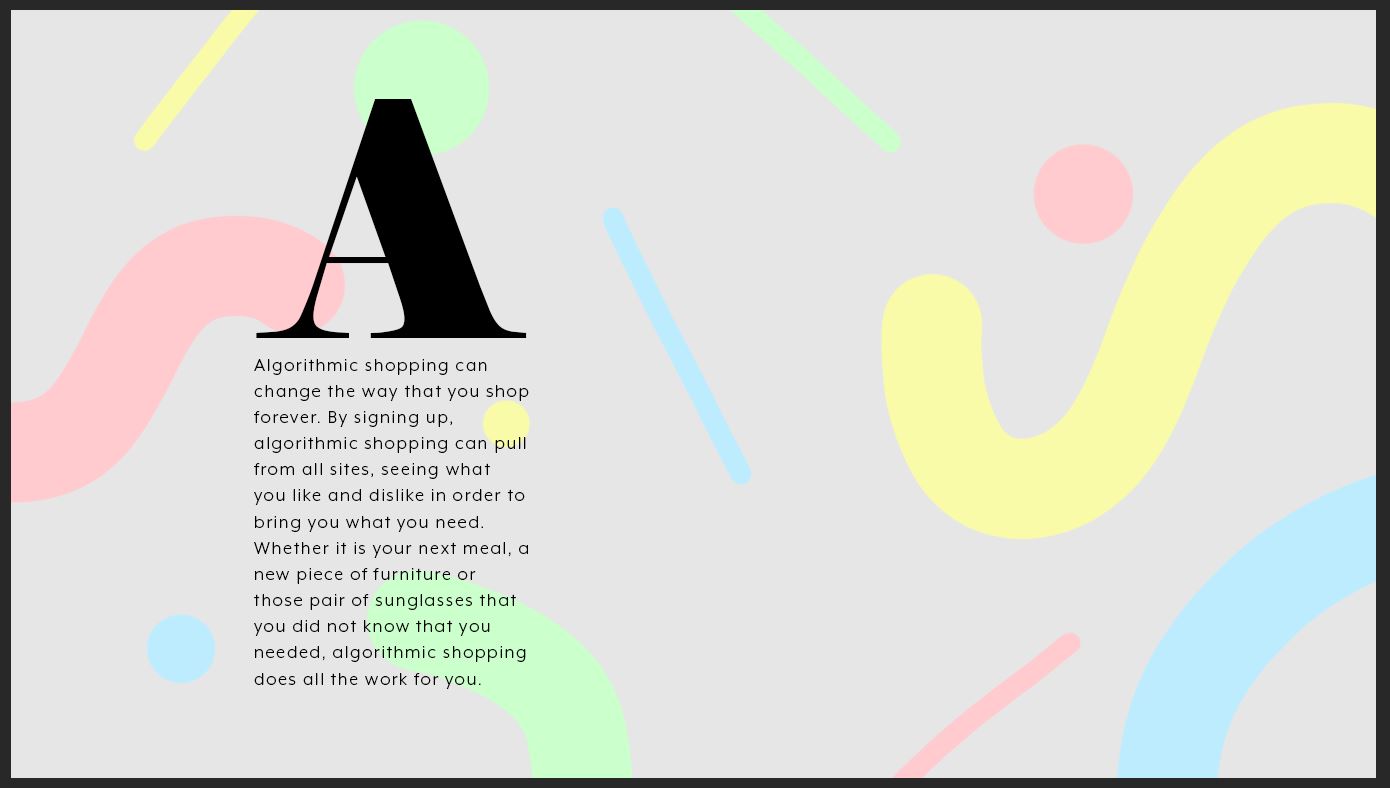 A
Algorithmic shopping can
change the way that you shop
forever. By signing up,
algorithmic shopping can pull
from all sites, seeing what
you like and dislike in order to
bring you what you need.
Whether it is your next meal, a
new piece of furniture or
those pair of sunglasses that
you did not know that you
needed, algorithmic shopping
does all the work for you.